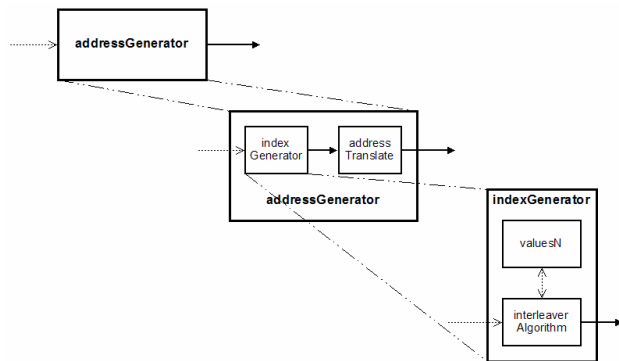 addressGenerator
index
Generator
address
Translate
addressGenerator
indexGenerator
valuesN
interleaver
Algorithm